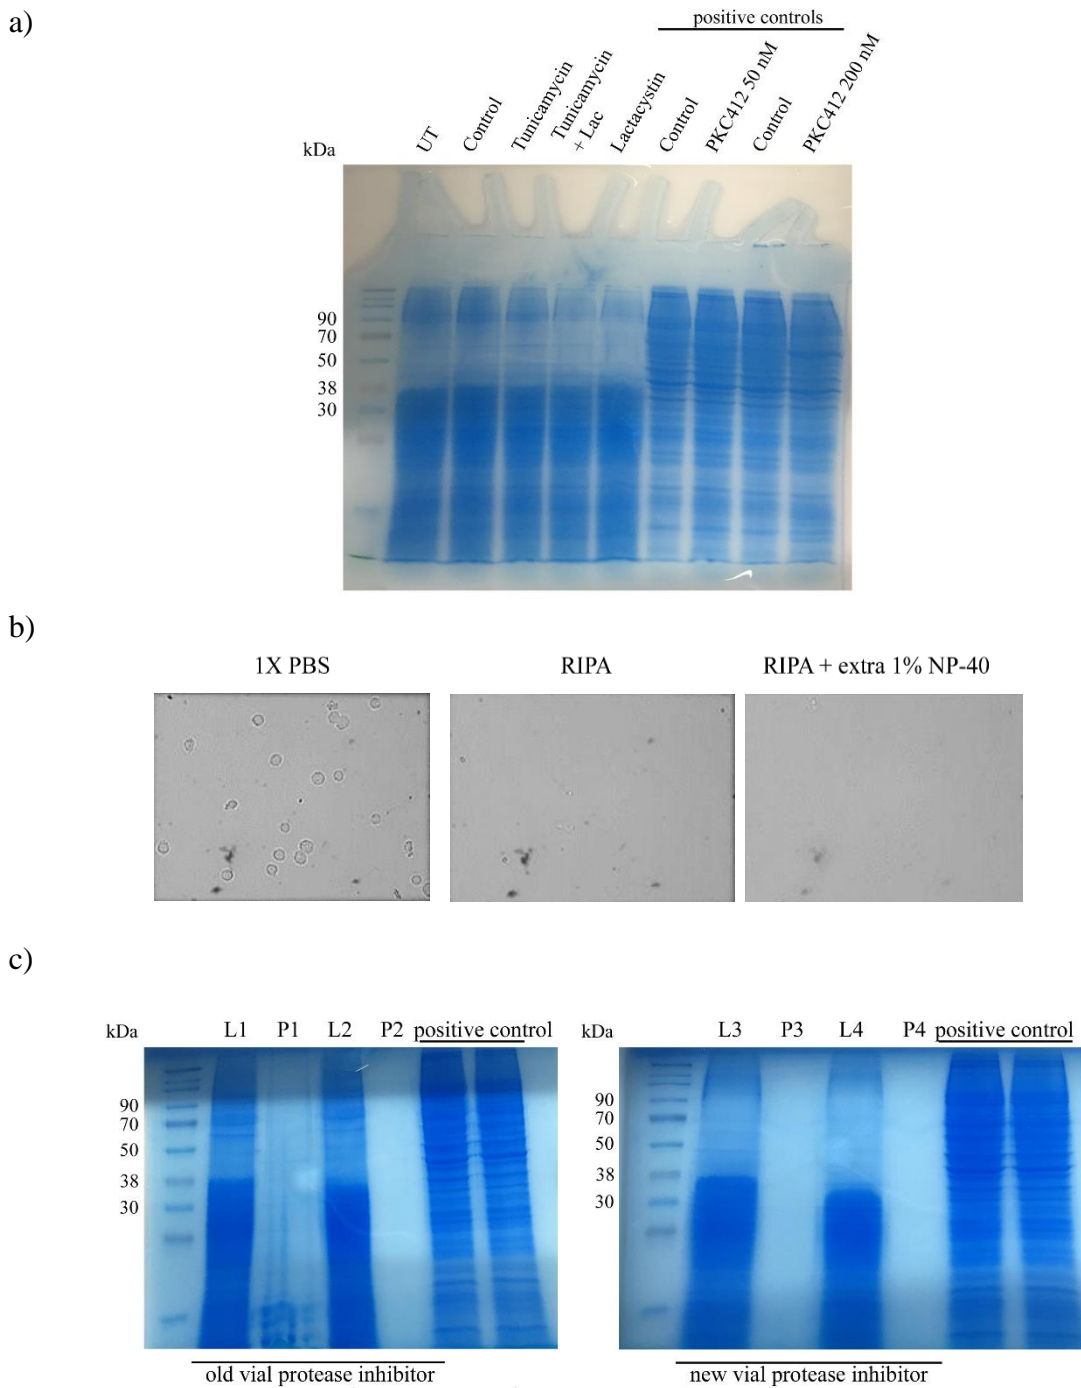 a)
positive controls
kDa
UT
Control
Tunicamycin
Tunicamycin
+ Lac
Lactacystin
Control
PKC412 50 nM
Control
PKC412 200 nM
90
70
50
38
30
b)
1X PBS
RIPA
RIPA + extra 1% NP-40
c)
kDa L1 P1 L2 P2 positive control
90
70
50
38
30
old vial protease inhibitor
kDa L3 P3 L4 P4 positive control
90
70
50
38
30
new vial protease inhibitor